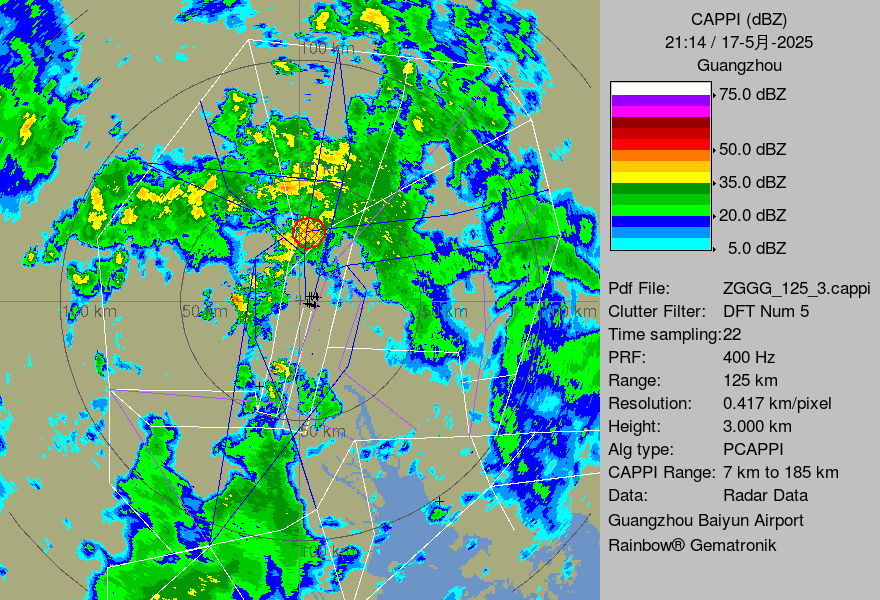 CAPPI (dBZ)
21:14 / 17-5月-2025
Guangzhou
75.0 dBZ
50.0 dBZ
35.0 dBZ
20.0 dBZ
5.0 dBZ
Pdf File: ZGGG_125_3.cappi
Clutter Filter: DFT Num 5
Time sampling:22
PRF: 400 Hz
Range: 125 km
Resolution: 0.417 km/pixel
Height: 3.000 km
Alg type: PCAPPI
CAPPI Range: 7 km to 185 km
Data: Radar Data
Guangzhou Baiyun Airport
Rainbow® Gematronik
100 km
100 km
50 km
50 km
100 km
50 km
100 km